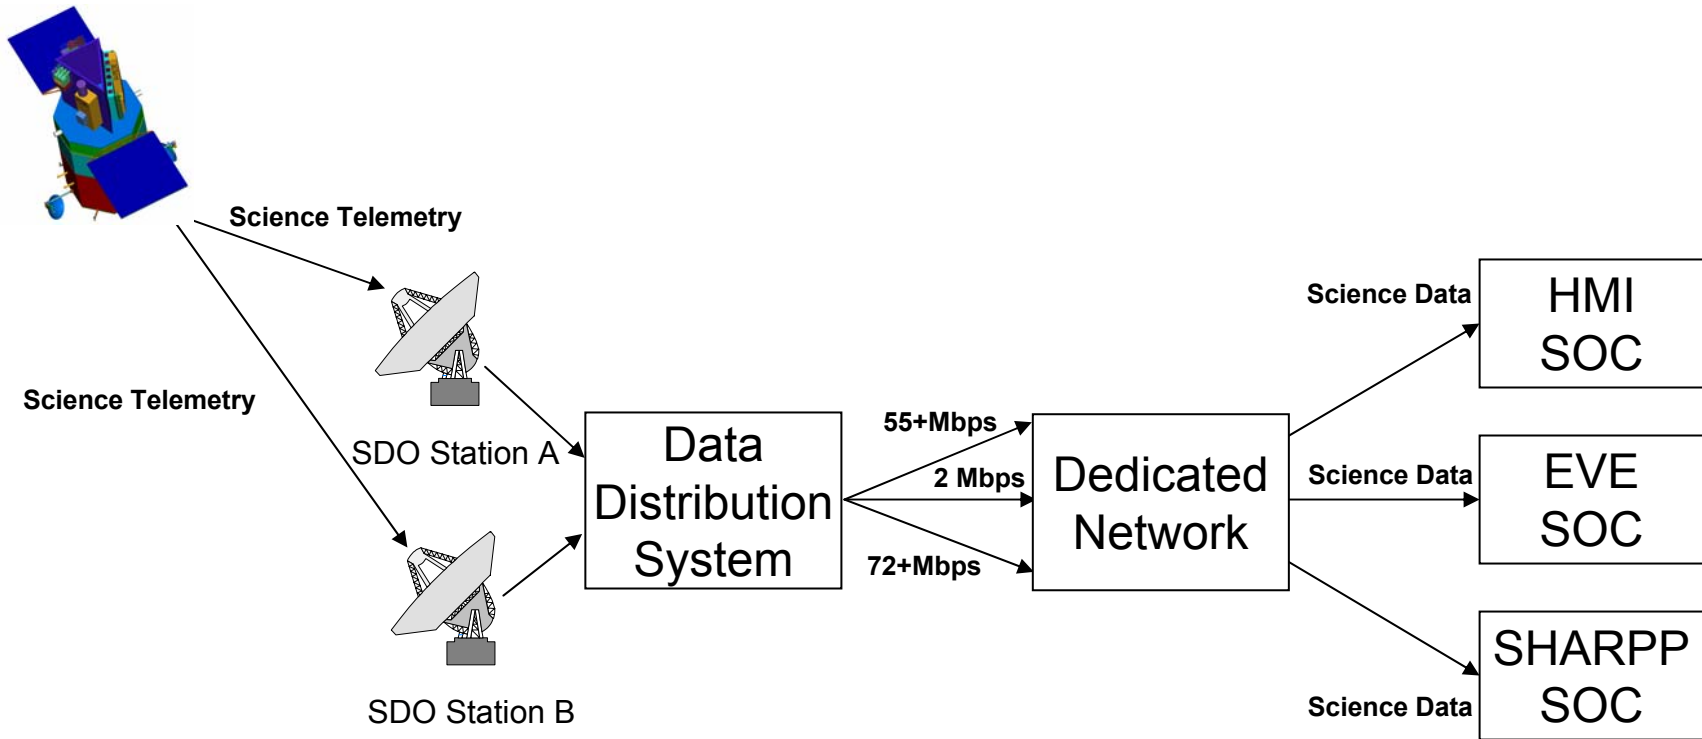 Science Telemetry
Science Telemetry
SDO Station A
SDO Station B
Data
Distribution
System
55+Mbps
2 Mbps
72+Mbps
Dedicated
Network
Science Data
Science Data
Science Data
HMI
SOC
EVE
SOC
SHARPP
SOC